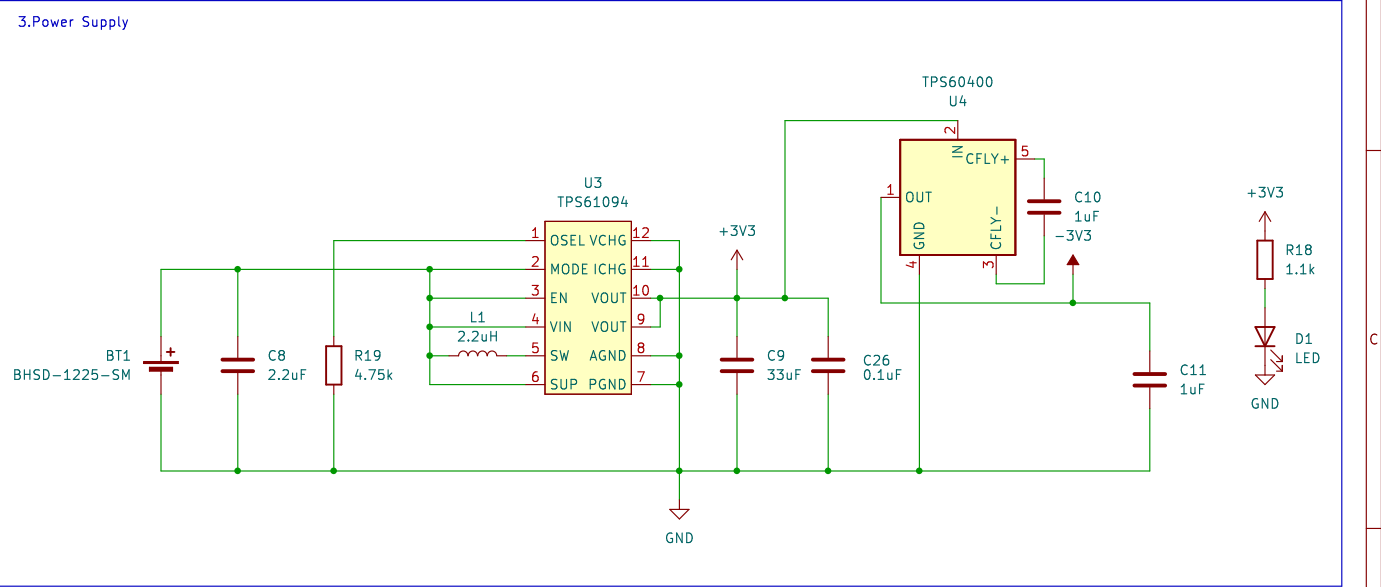 3.Power Supply
TPS60400
U4
2
IN
CFLY+
5
1
OUT
GND
CFLY-
4
3
C10
1uF
-3V3
+3V3
R18
1.1k
D1
LED
GND
C
U3
TPS61094
1
OSEL
VCHG
12
2
MODE
ICHG
11
3
EN
VOUT
10
4
VIN
VOUT
9
5
SW
AGND
8
6
SUP
PGND
7
L1
2.2uH
+3V3
BT1
BHSD-1225-SM
+
C8
2.2uF
R19
4.75k
C9
33uF
C26
0.1uF
C11
1uF
GND